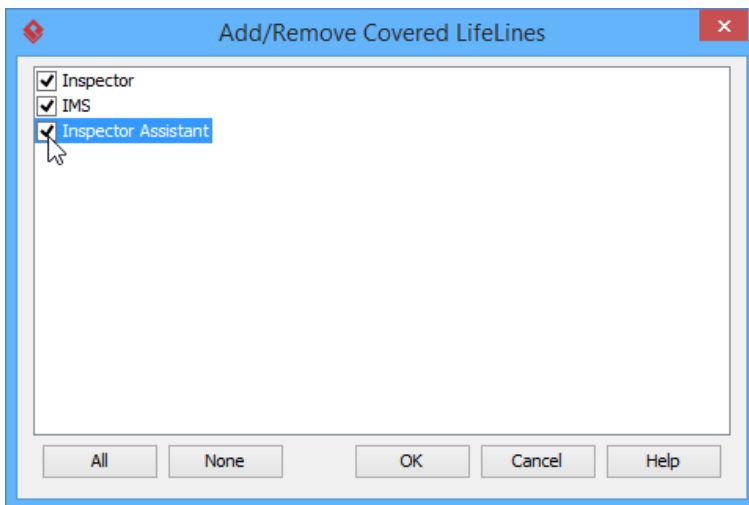 Add/Remove Covered LifeLines
Inspector
IMS
Inspector Assistant
All None OK Cancel Help